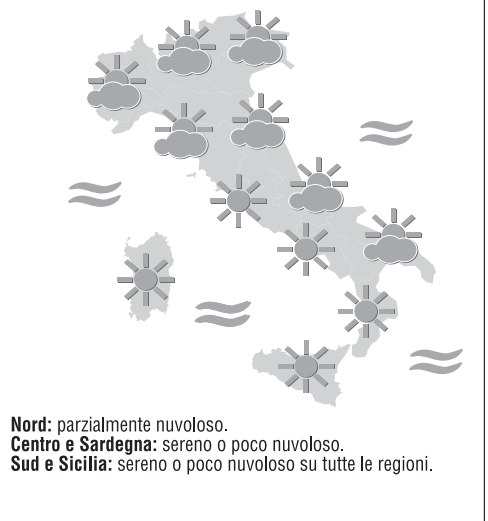 Nord: parzialmente nuvoloso.
Centro e Sardegna: sereno o poco nuvoloso.
Sud e Sicilia: sereno o poco nuvoloso su tutte le regioni.